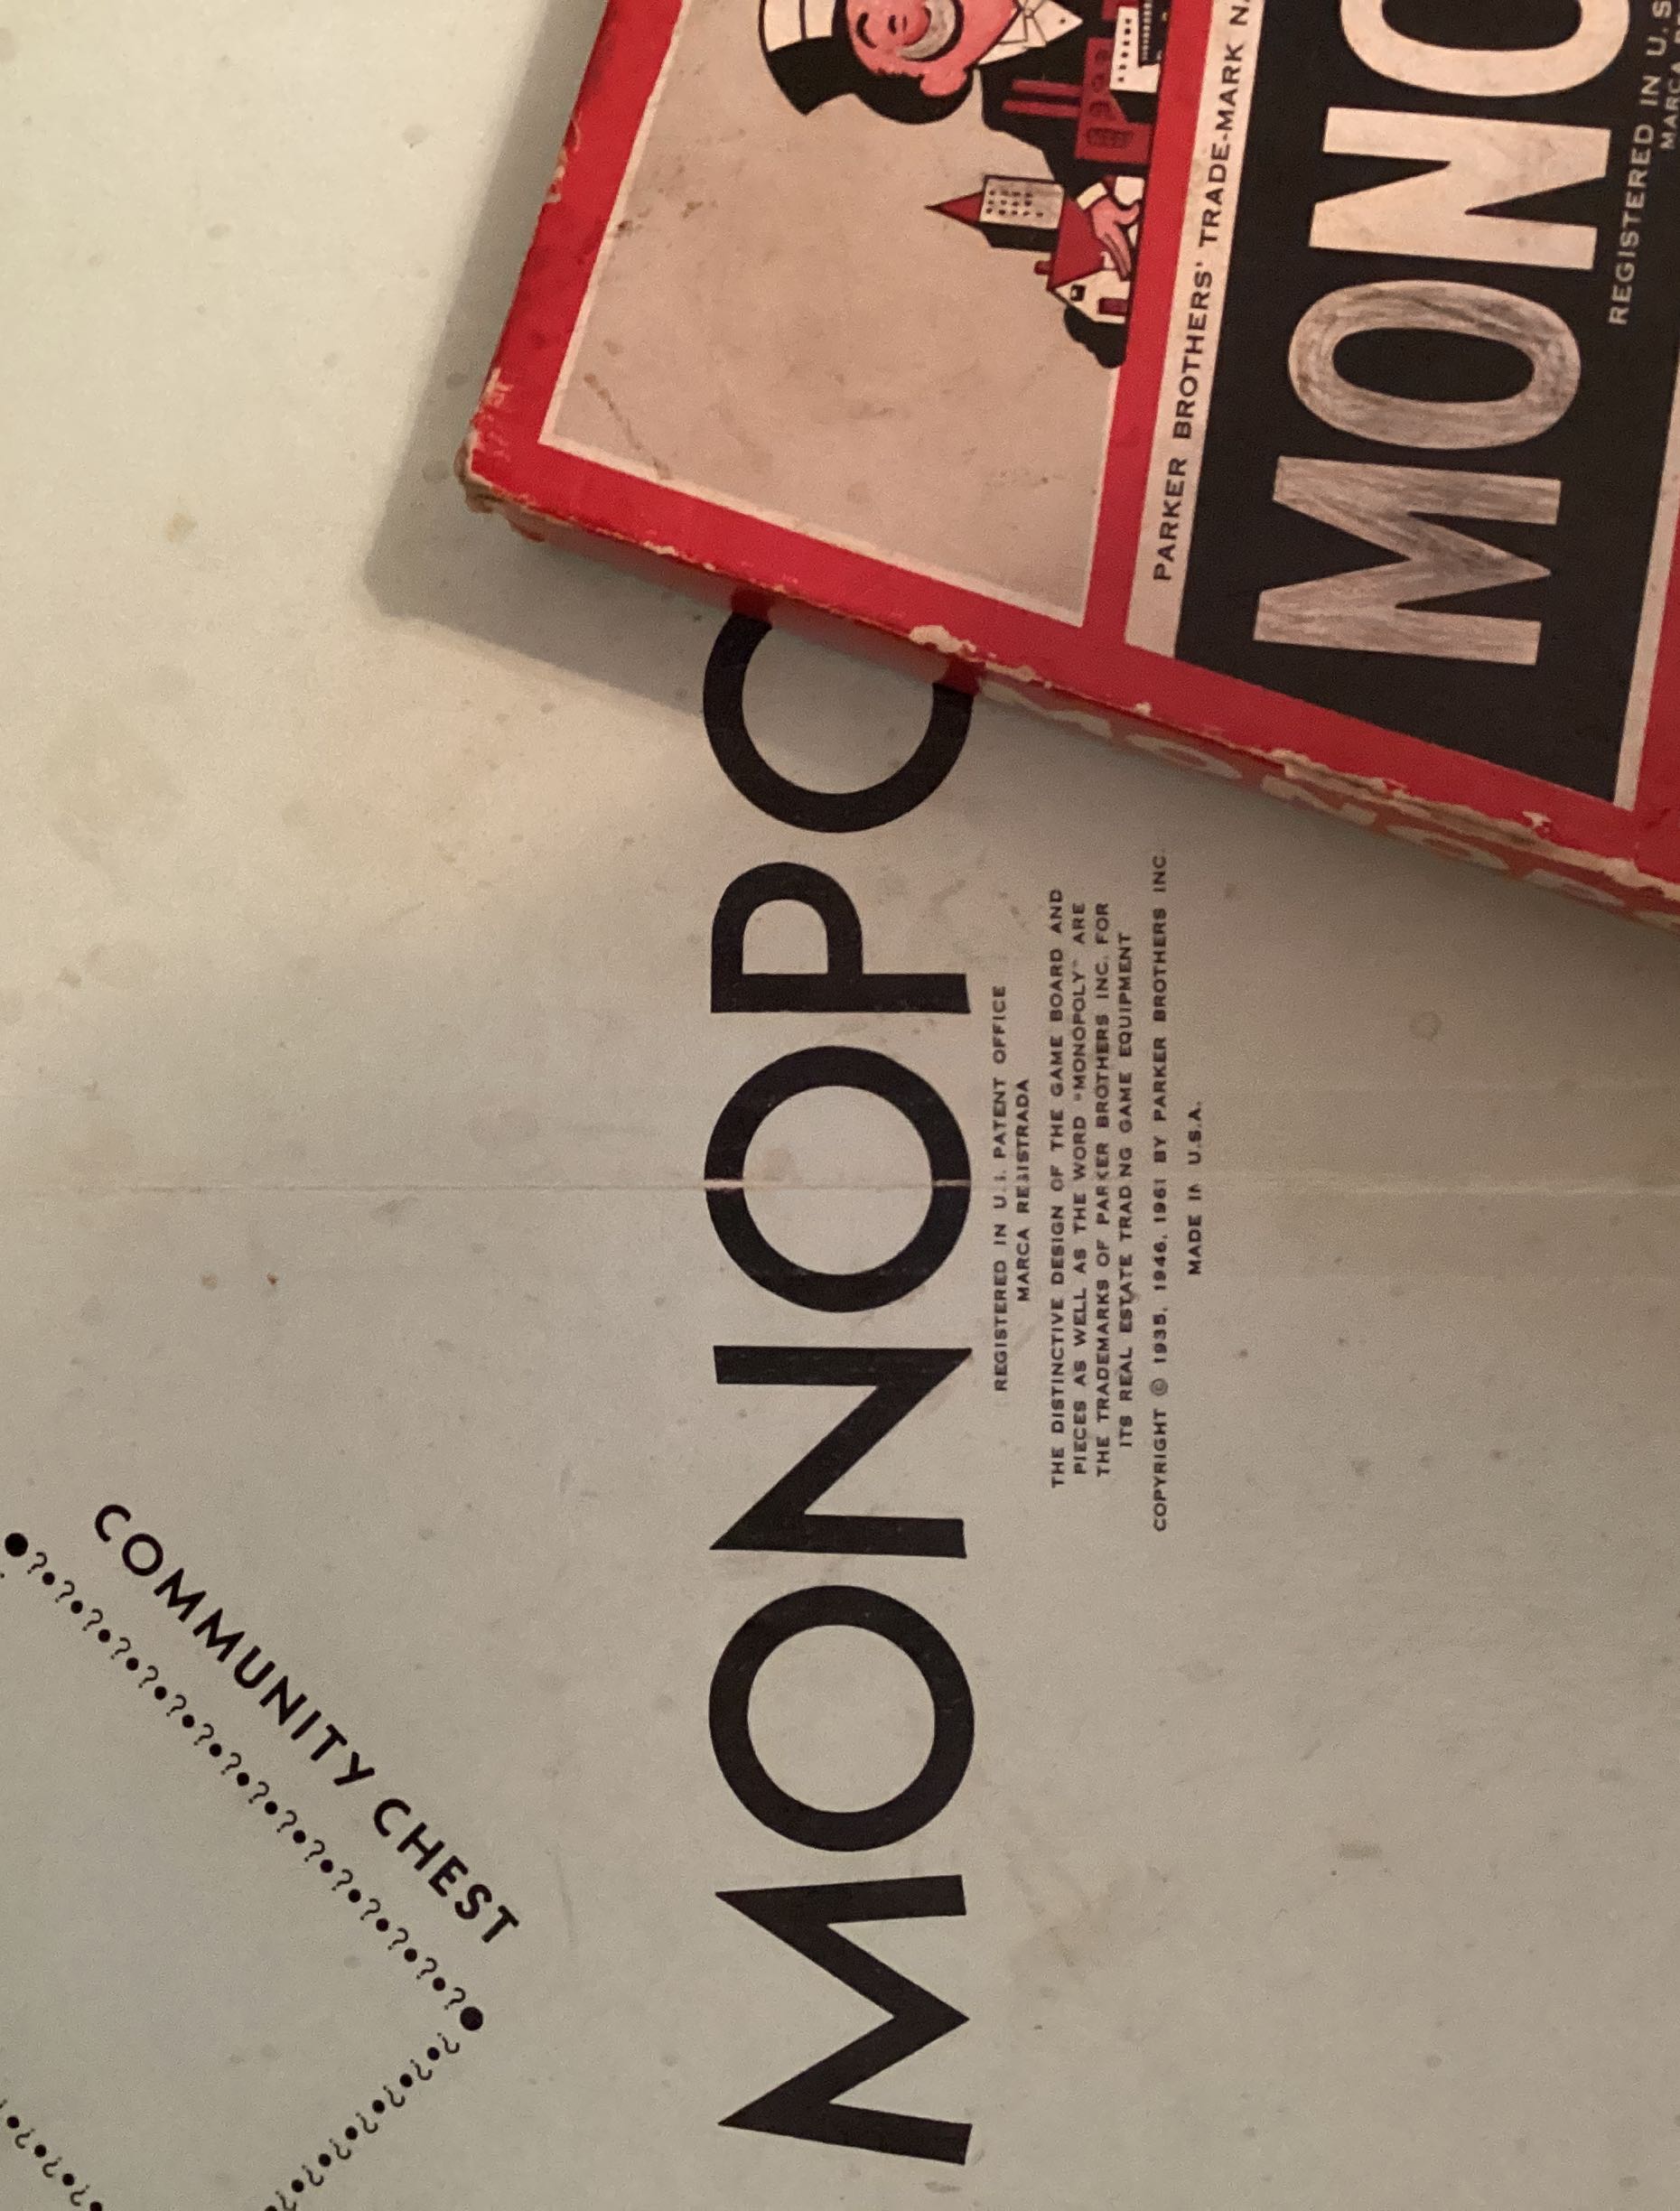 COMMUNITY CHEST
MONOPO
REGISTERED IN U.S. PATENT OFFICE
MARCA REGISTRADA
THE DISTINCTIVE DESIGN OF THE GAME BOARD AND
PIECES AS WELL AS THE WORD "MONOPOLY" ARE
THE TRADEMARKS OF PARKER BROTHERS INC. FOR
ITS REAL ESTATE TRADING GAME EQUIPMENT
COPYRIGHT © 1935, 1946, 1961 BY PARKER BROTHERS INC.
MADE IN U.S.A.
PARKER BROTHERS' TRADE-MARK NA
MONO
REGISTERED IN U.S
MARCA